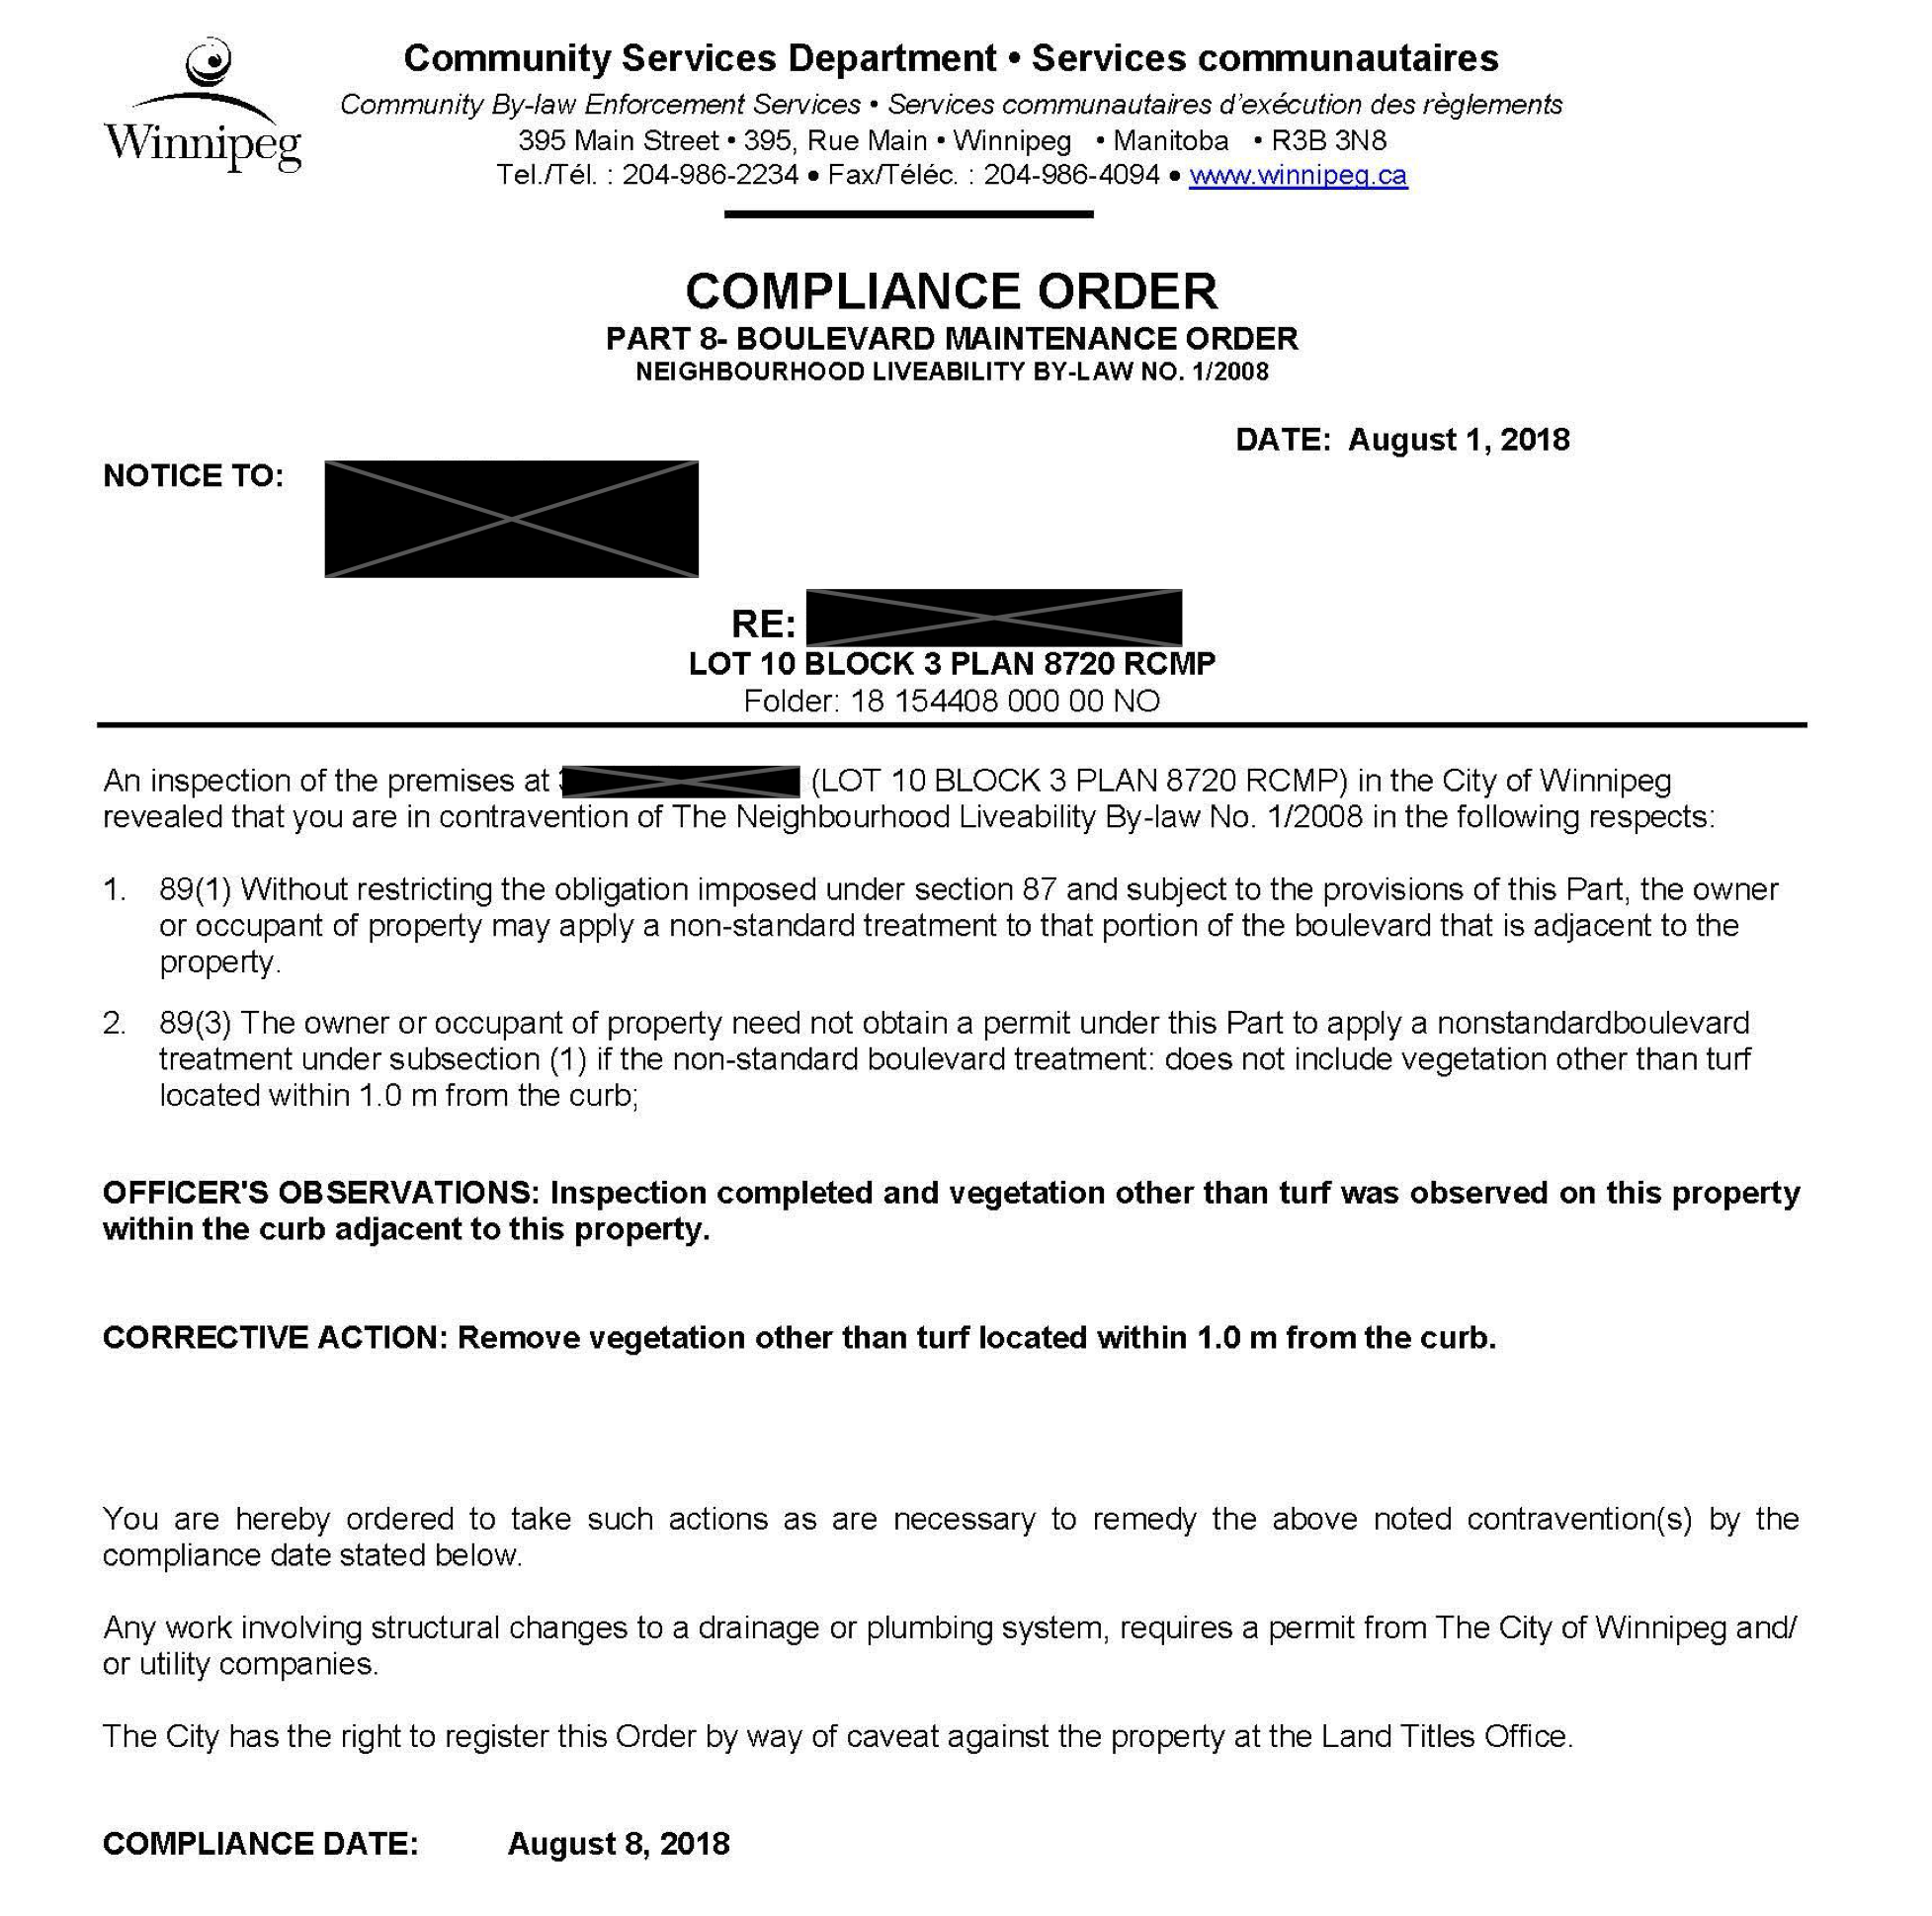 Winnipeg
Community Services Department • Services communautaires
Community By-law Enforcement Services • Services communautaires d'exécution des règlements
395 Main Street • 395, Rue Main • Winnipeg • Manitoba • R3B 3N8
Tel./Tél. : 204-986-2234 • Fax/Téléc. : 204-986-4094 • www.winnipeg.ca
COMPLIANCE ORDER
PART 8- BOULEVARD MAINTENANCE ORDER
NEIGHBOURHOOD LIVEABILITY BY-LAW NO. 1/2008
DATE: August 1, 2018
NOTICE TO:
RE:
LOT 10 BLOCK 3 PLAN 8720 RCMP
Folder: 18 154408 000 00 NO
An inspection of the premises at (LOT 10 BLOCK 3 PLAN 8720 RCMP) in the City of Winnipeg
revealed that you are in contravention of The Neighbourhood Liveability By-law No. 1/2008 in the following respects:
1. 89(1) Without restricting the obligation imposed under section 87 and subject to the provisions of this Part, the owner
or occupant of property may apply a non-standard treatment to that portion of the boulevard that is adjacent to the
property.
2. 89(3) The owner or occupant of property need not obtain a permit under this Part to apply a nonstandardboulevard
treatment under subsection (1) if the non-standard boulevard treatment: does not include vegetation other than turf
located within 1.0 m from the curb;
OFFICER'S OBSERVATIONS: Inspection completed and vegetation other than turf was observed on this property
within the curb adjacent to this property.
CORRECTIVE ACTION: Remove vegetation other than turf located within 1.0 m from the curb.
You are hereby ordered to take such actions as are necessary to remedy the above noted contravention(s) by the
compliance date stated below.
Any work involving structural changes to a drainage or plumbing system, requires a permit from The City of Winnipeg and/
or utility companies.
The City has the right to register this Order by way of caveat against the property at the Land Titles Office.
COMPLIANCE DATE: August 8, 2018